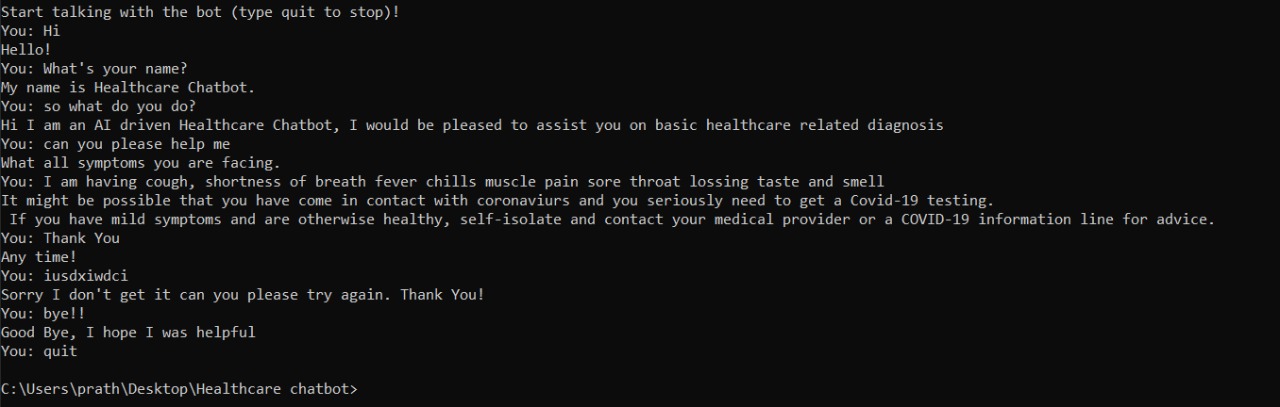 Start talking with the bot (type quit to stop)!
You: Hi
Hello!
You: What's your name?
My name is Healthcare Chatbot.
You: so what do you do?
Hi I am an AI driven Healthcare Chatbot, I would be pleased to assist you on basic healthcare related diagnosis
You: can you please help me
What all symptoms you are facing.
You: I am having cough, shortness of breath fever chills muscle pain sore throat lossing taste and smell
It might be possible that you have come in contact with coronaviurs and you seriously need to get a Covid-19 testing.
If you have mild symptoms and are otherwise healthy, self-isolate and contact your medical provider or a COVID-19 information line for advice.
You: Thank You
Any time!
You: iusdxiwdci
Sorry I don't get it can you please try again. Thank You!
You: bye!!
Good Bye, I hope I was helpful
You: quit
C:\Users\prath\Desktop\Healthcare chatbot>